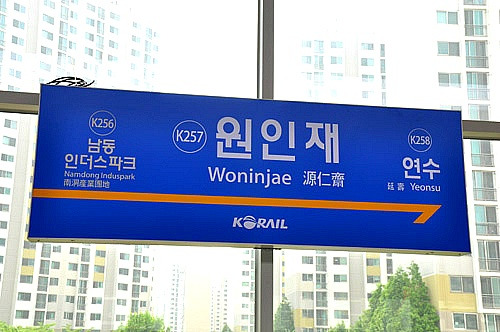 K256
남동
인더스파크
Namdong Induspark
南洞産業園地
K257 원인재
Woninjae 源仁齋
K258
연수
延壽 Yeonsu
KORAIL